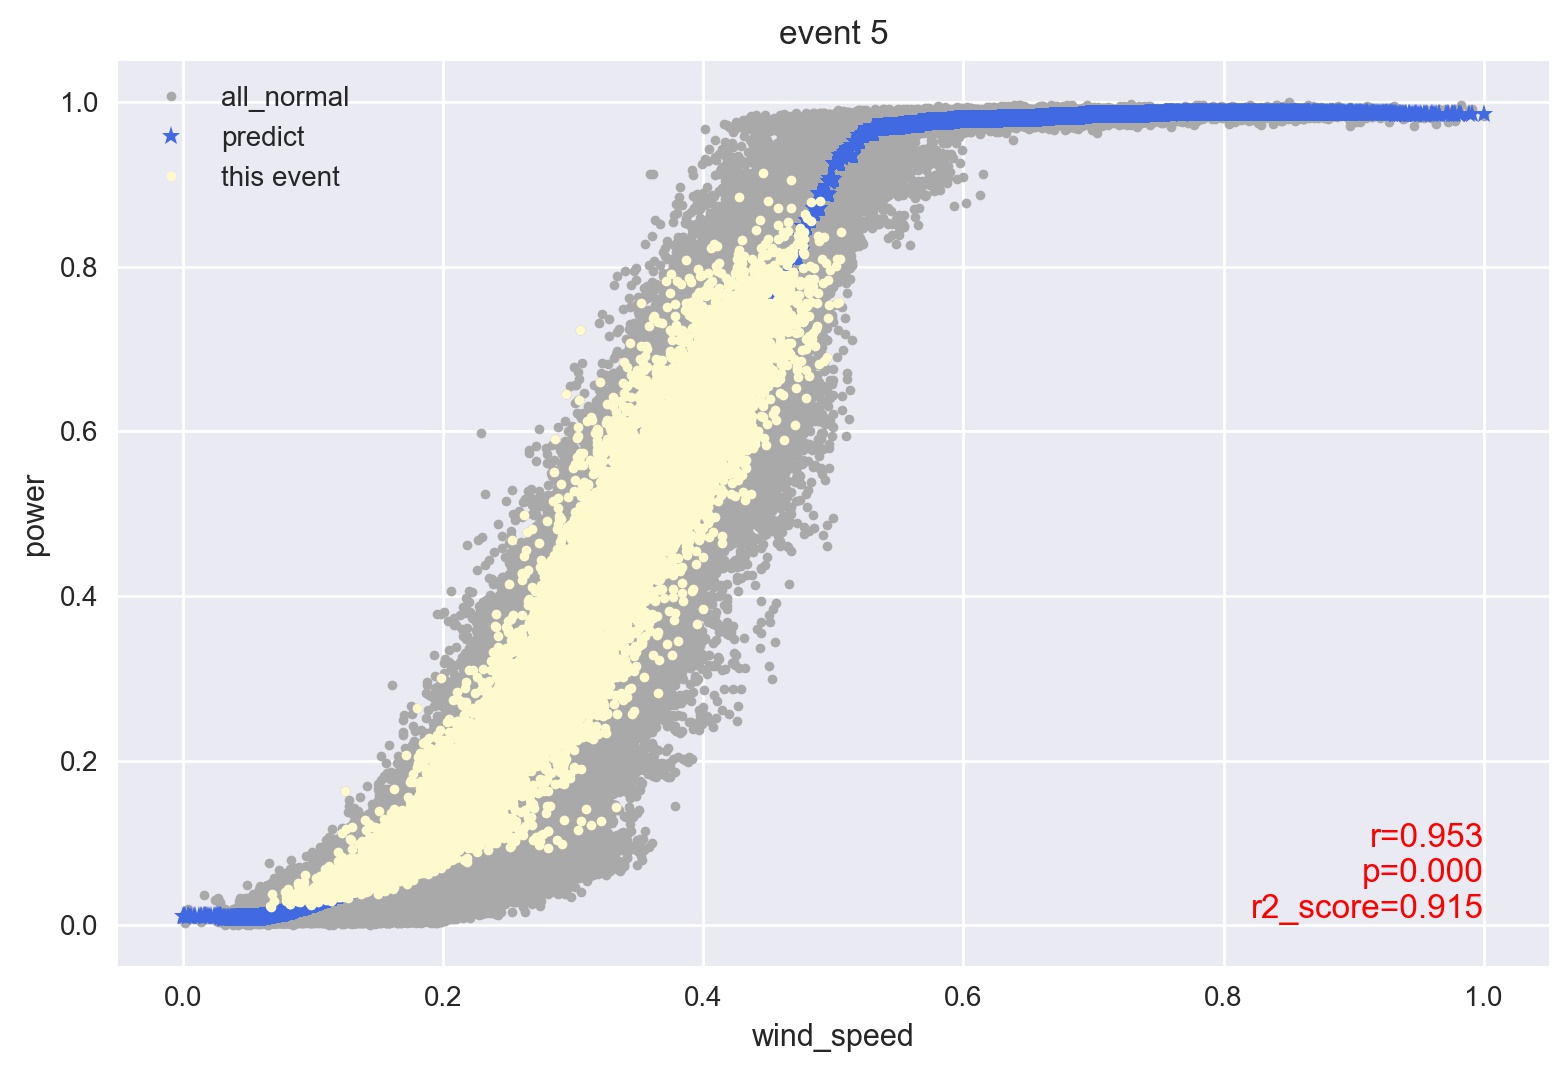 event 5
all_normal
predict
this event
1.0
0.8
0.6
0.4
0.2
0.0
power
r=0.953
p=0.000
r2_score=0.915
0.0 0.2 0.4 0.6 0.8 1.0
wind_speed